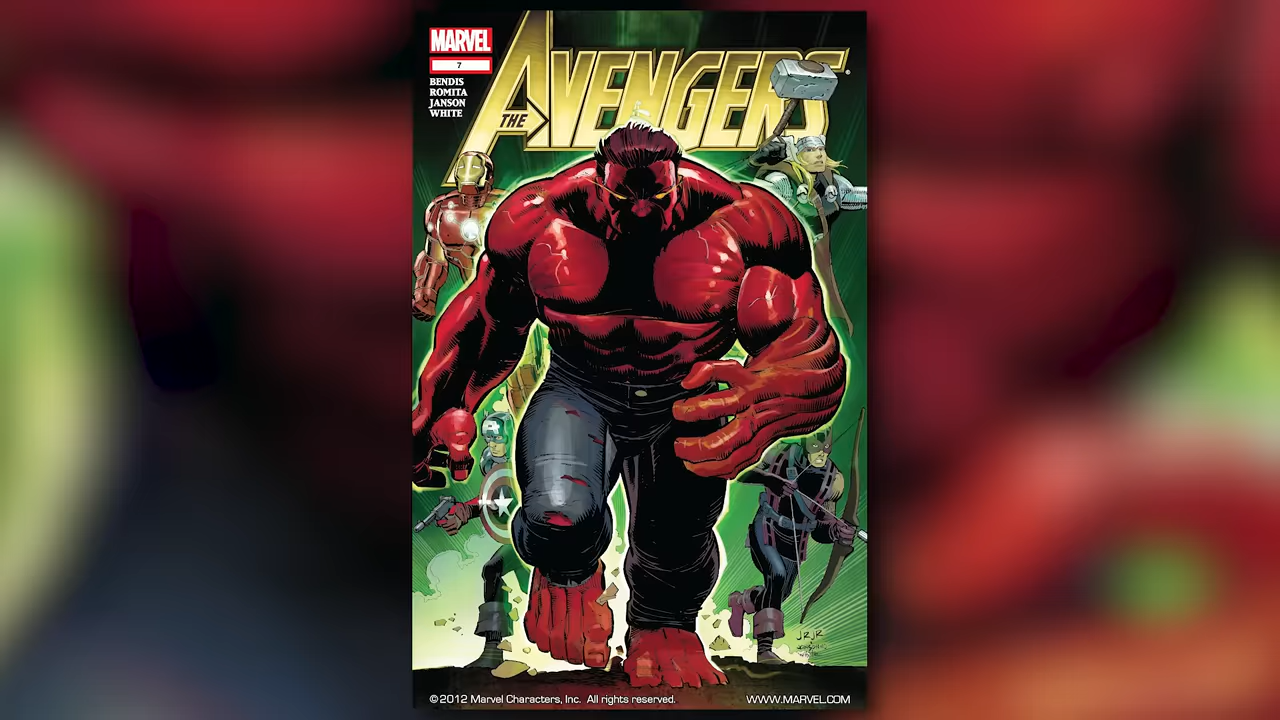 MARVEL
7
BENDIS
ROMITA
JANSON
WHITE
THE AVENGERS
JRJR
©2012 Marvel Characters, Inc. All rights reserved.
WWW.MARVEL.COM